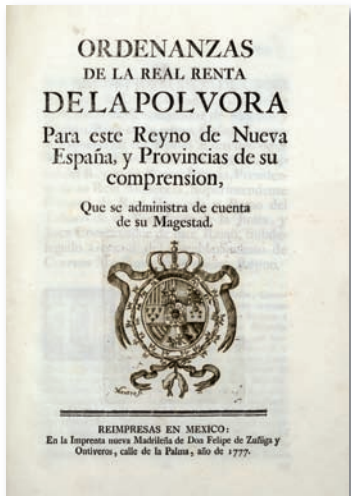 ORDENANZAS
DE LA REAL RENTA
DE LA POLVORA
Para este Reyno de Nueva
España, y Provincias de su
comprension,
Que se administra de cuenta
de su Magestad.
REIMPRESAS EN MEXICO:
En la Imprenta nueva Madrileña de Don Felipe de Zuñiga y
Ontiveros, calle de la Palma, año de 1777.